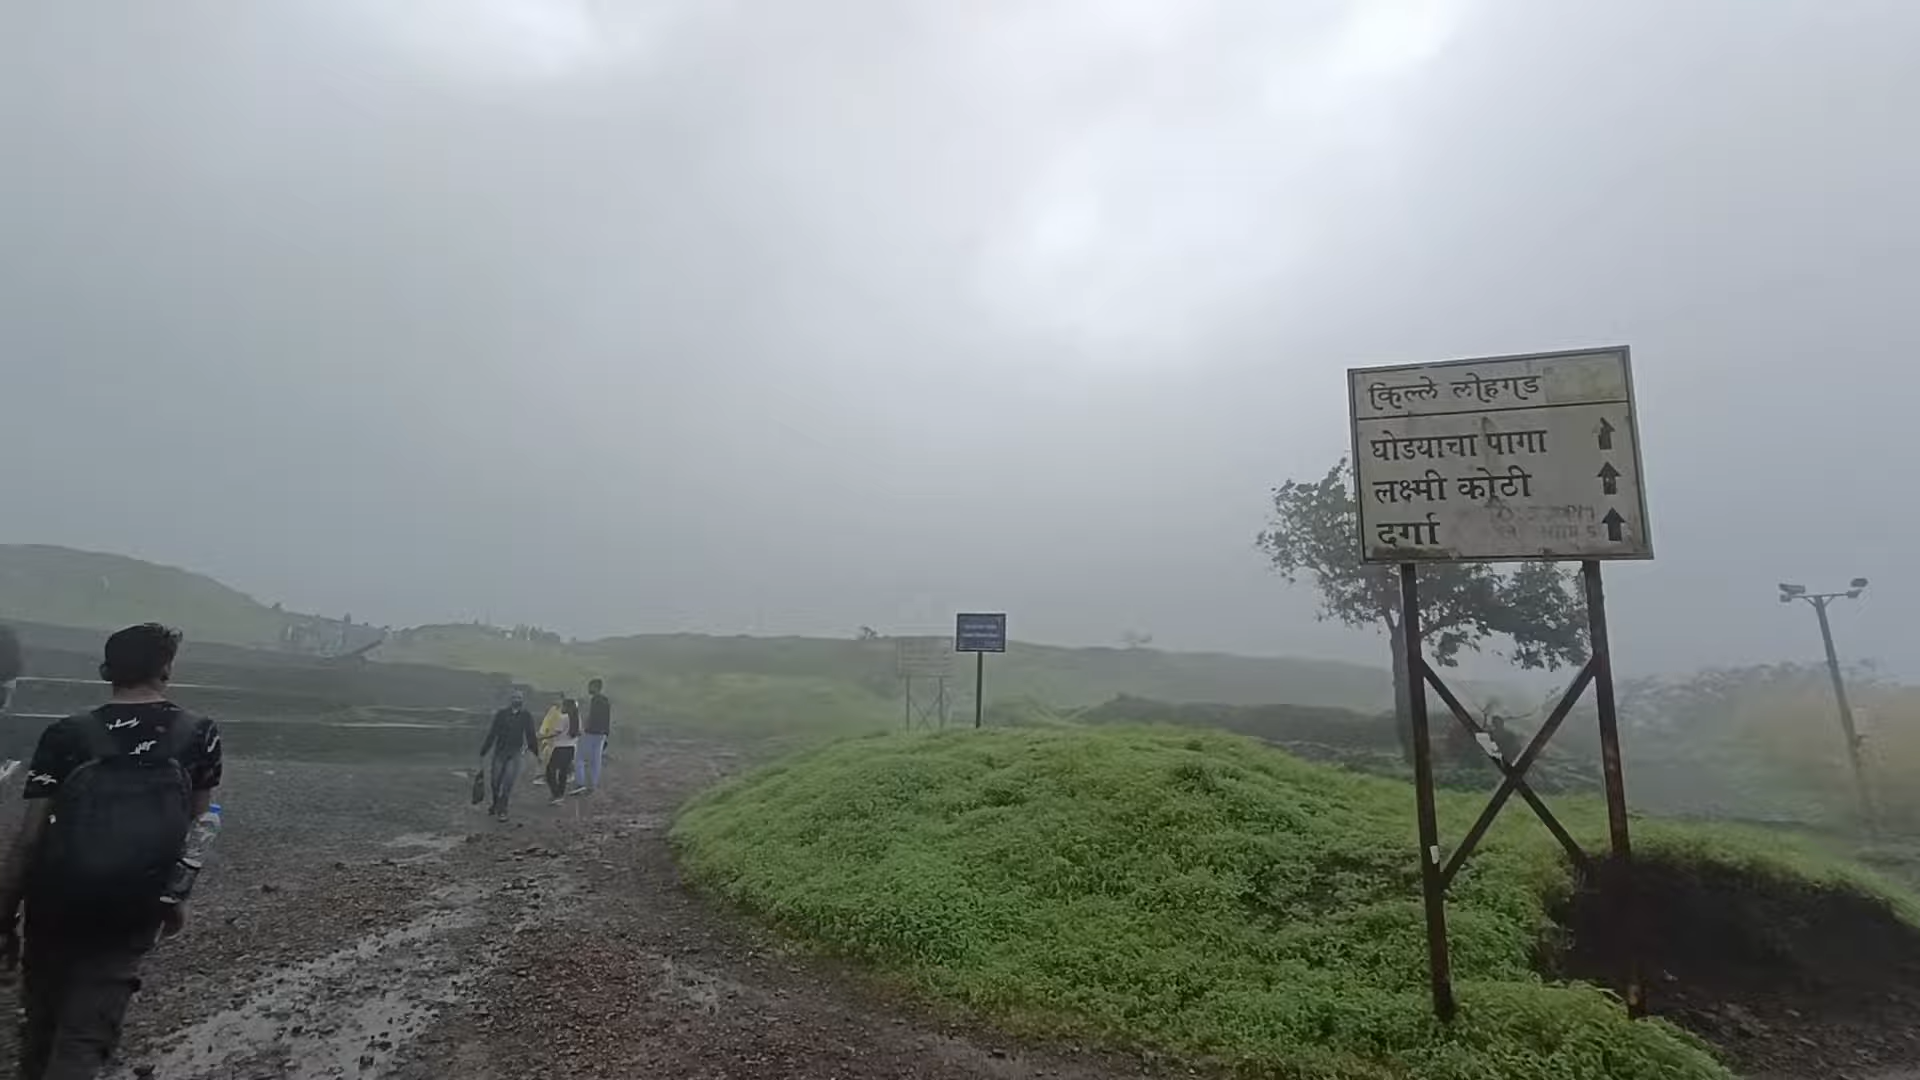 किल्ले लोहगड
घोडयाचा पागा
लक्ष्मी कोठी
दर्गा